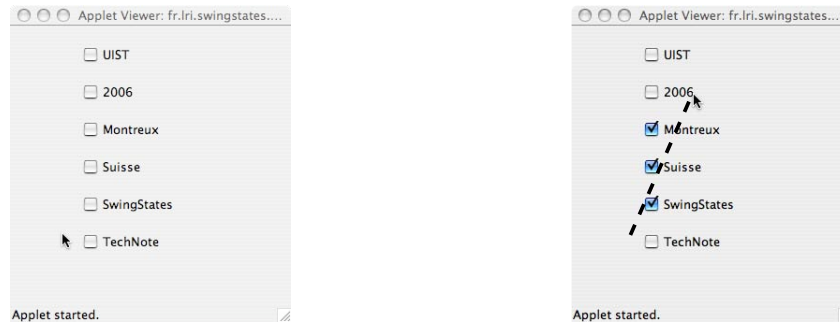 Applet Viewer: fr.lri.swingstates....
UIST
2006
Montreux
Suisse
SwingStates
TechNote
Applet started.
Applet Viewer: fr.lri.swingstates...
UIST
2006
Montreux
Suisse
SwingStates
TechNote
Applet started.